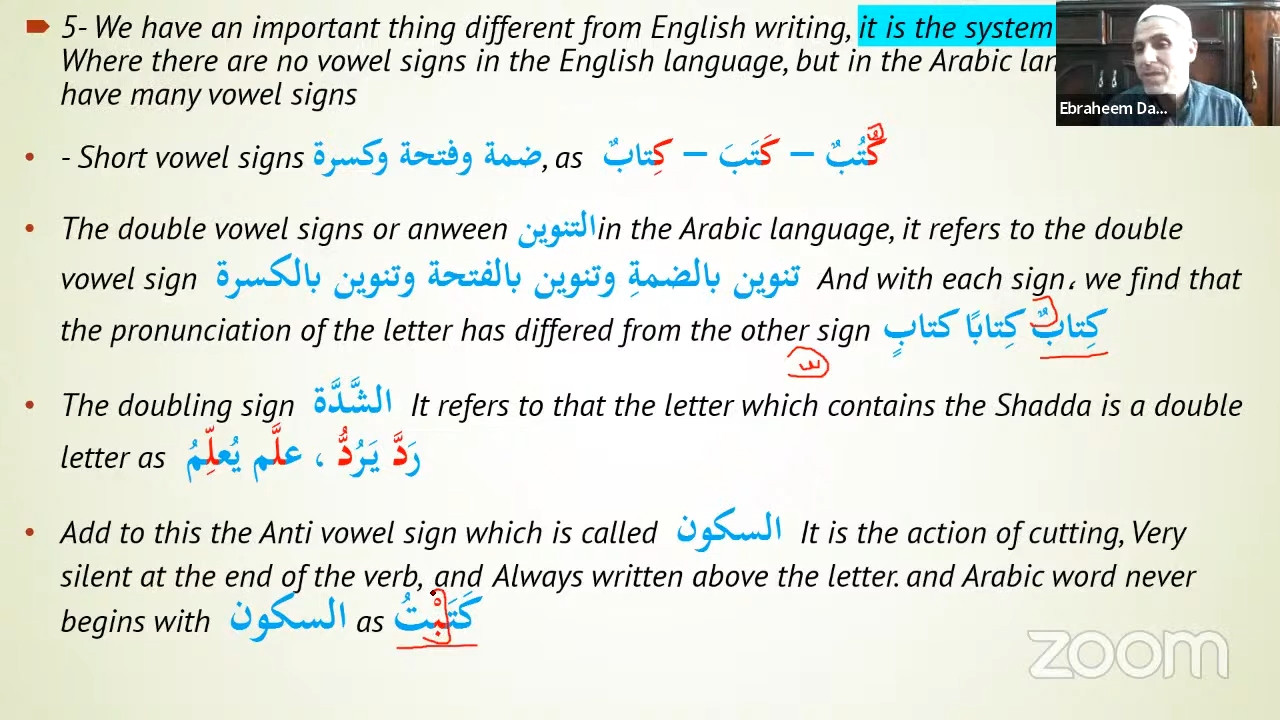 5- We have an important thing different from English writing, it is the system
Where there are no vowel signs in the English language, but in the Arabic lan
have many vowel signs
Ebraheem Da...
- Short vowel signs ضمة وفتحة وكسرة, as كُتُبٌ – كَتَبَ – كِتابٌ
The double vowel signs or anween التنوين in the Arabic language, it refers to the double
vowel sign تنوين بالضمةِ وتنوين بالفتحة وتنوين بالكسرة And with each sign، we find that
the pronunciation of the letter has differed from the other sign كِتابٌ كِتابًا كتابٍ
The doubling sign الشَّدَّة It refers to that the letter which contains the Shadda is a double
letter as رَدَّ يَرُدُّ ، علَّم يُعلِّمُ
Add to this the Anti vowel sign which is called السكون It is the action of cutting, Very
silent at the end of the verb, and Always written above the letter. and Arabic word never
begins with السكون as كَتَبْتُ
zoom